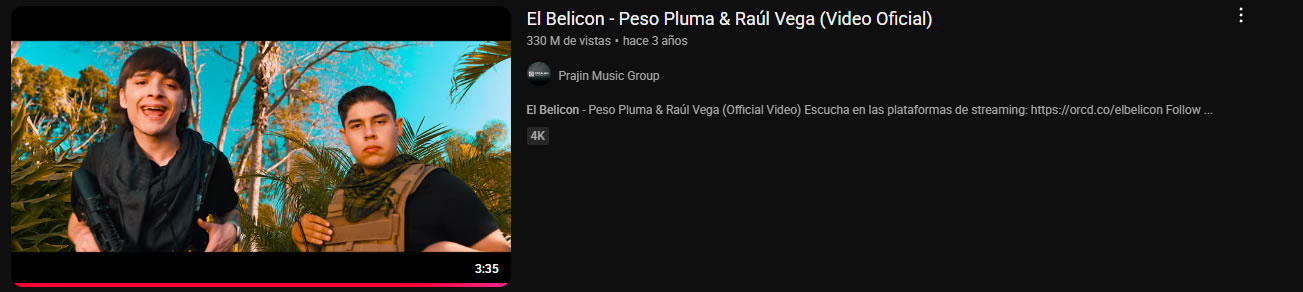 El Belicon - Peso Pluma & Raúl Vega (Video Oficial)
330 M de vistas • hace 3 años
Prajin Music Group
El Belicon - Peso Pluma & Raúl Vega (Official Video) Escucha en las plataformas de streaming: https://orcd.co/elbelicon Follow ...
4K
3:35